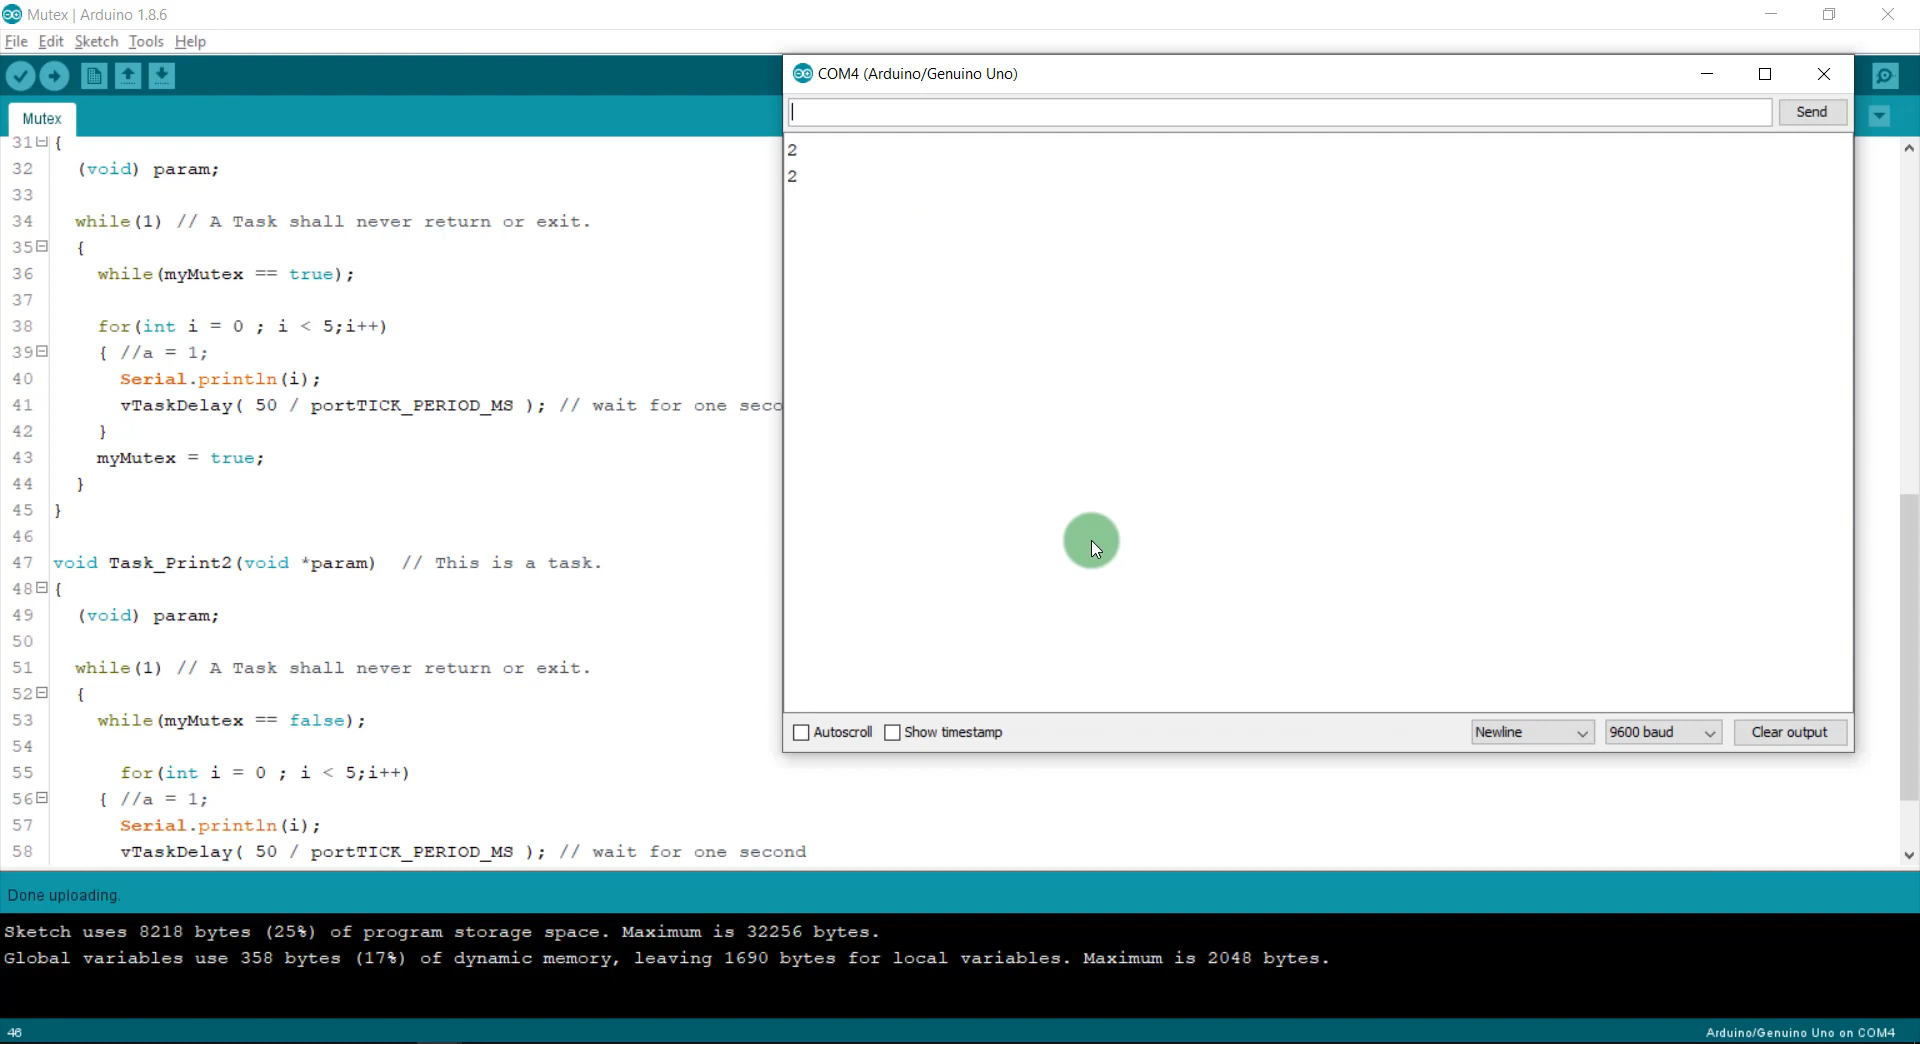 Mutex | Arduino 1.8.6
File Edit Sketch Tools Help
Mutex
31 {
32 (void) param;
33
34 while(1) // A Task shall never return or exit.
35 {
36 while(myMutex == true);
37
38 for(int i = 0 ; i < 5;i++)
39 { //a = 1;
40 Serial.println(i);
41 vTaskDelay( 50 / portTICK_PERIOD_MS ); // wait for one seco
42 }
43 myMutex = true;
44 }
45 }
46
47 void Task_Print2(void *param) // This is a task.
48 {
49 (void) param;
50
51 while(1) // A Task shall never return or exit.
52 {
53 while(myMutex == false);
54
55 for(int i = 0 ; i < 5;i++)
56 { //a = 1;
57 Serial.println(i);
58 vTaskDelay( 50 / portTICK_PERIOD_MS ); // wait for one second
COM4 (Arduino/Genuino Uno)
Send
2
2
Autoscroll Show timestamp Newline 9600 baud Clear output
Done uploading.
Sketch uses 8218 bytes (25%) of program storage space. Maximum is 32256 bytes.
Global variables use 358 bytes (17%) of dynamic memory, leaving 1690 bytes for local variables. Maximum is 2048 bytes.
46 Arduino/Genuino Uno on COM4